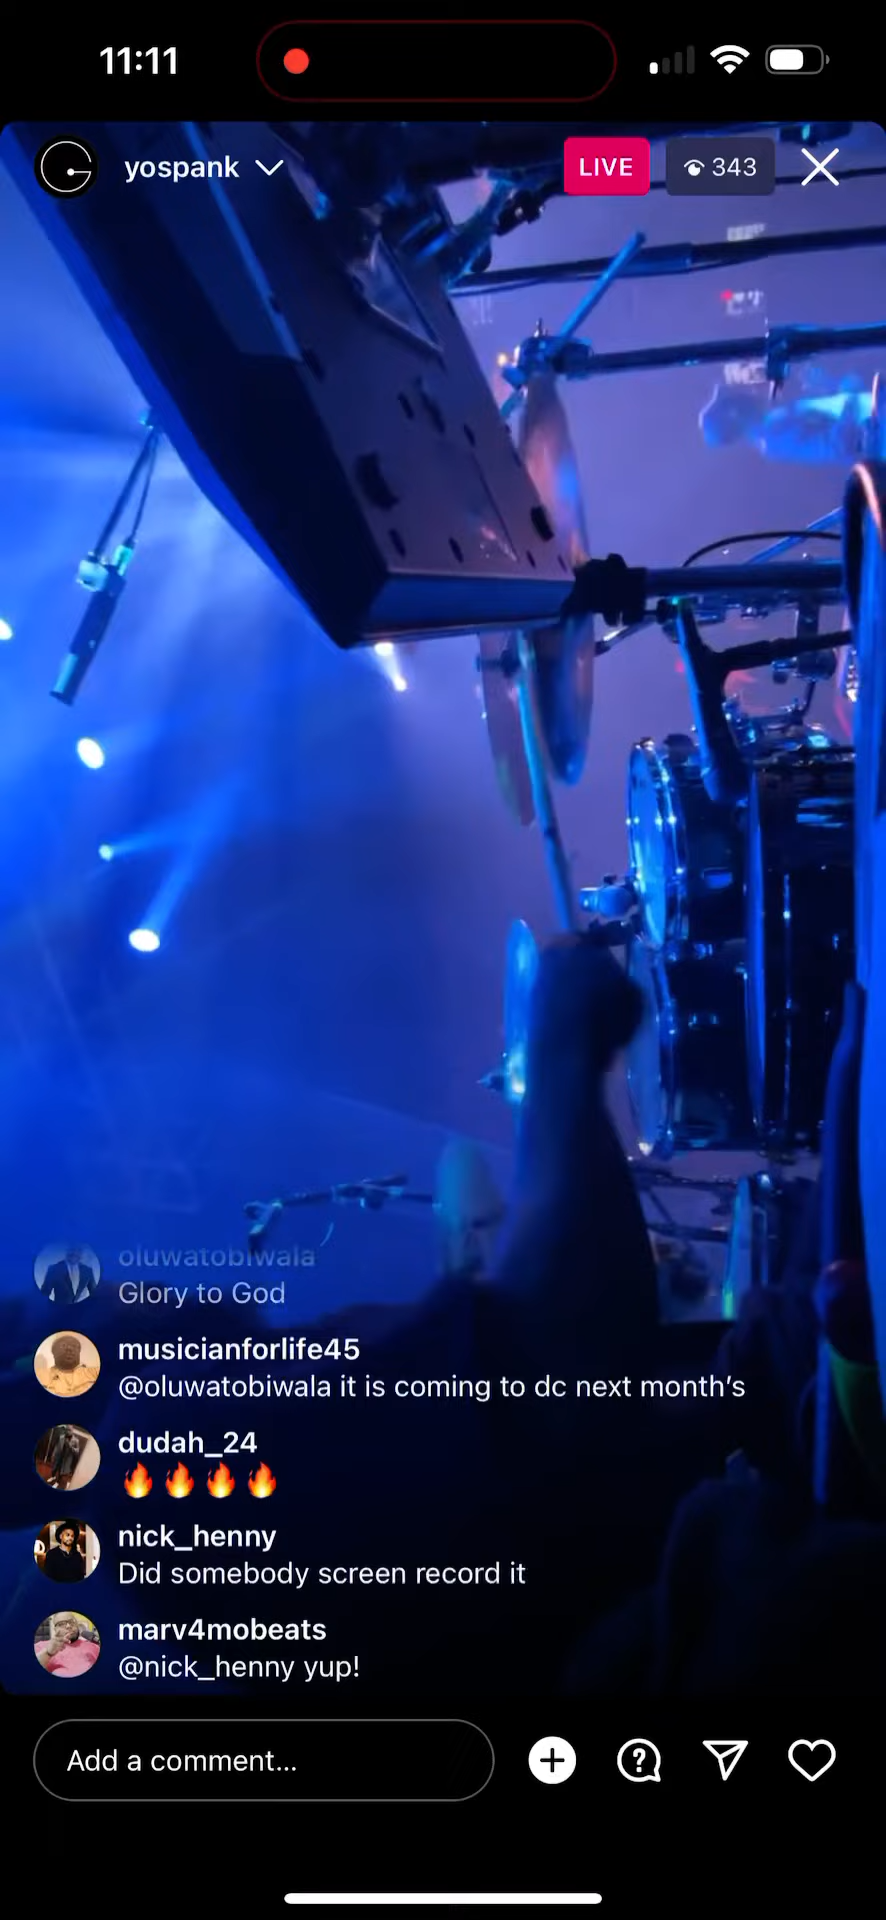 11:11
yospank
LIVE
343
oluwatobiwala
Glory to God
musicianforlife45
@oluwatobiwala it is coming to dc next month's
dudah_24
🔥🔥🔥🔥
nick_henny
Did somebody screen record it
marv4mobeats
@nick_henny yup!
Add a comment...